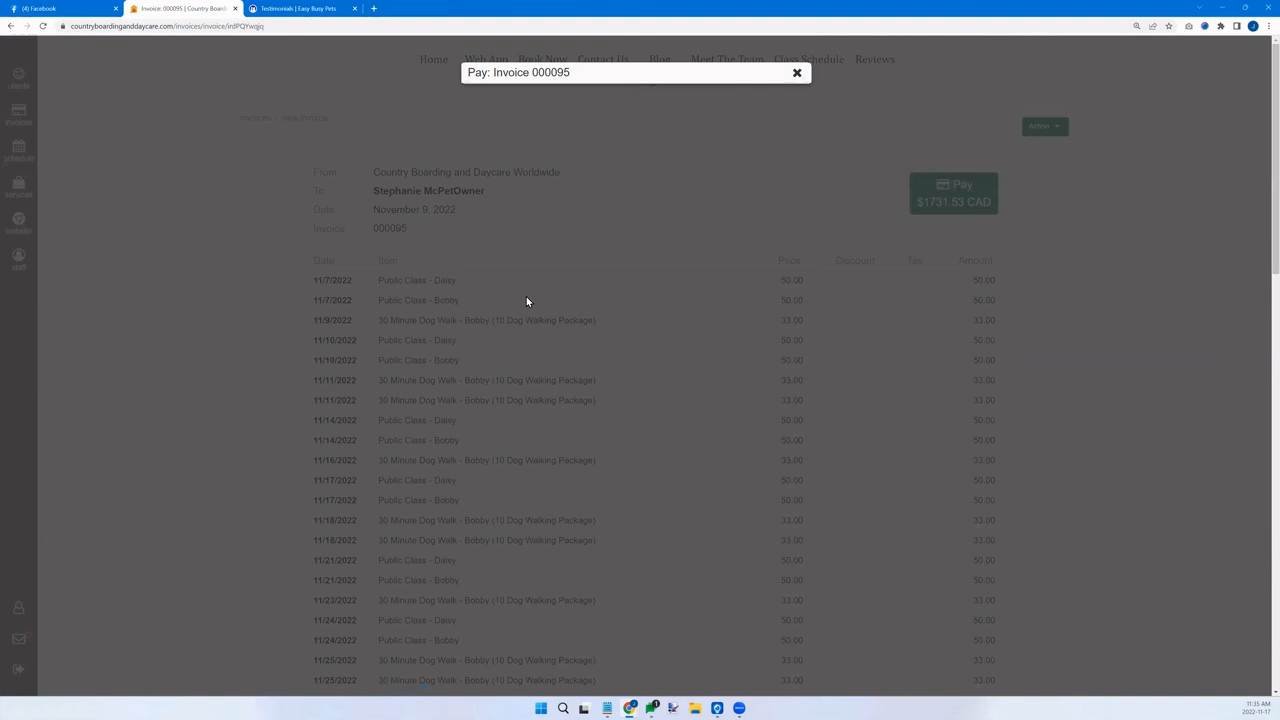 (4) Facebook
Invoice: 000095 | Country Board
Testimonials | Easy Busy Pets
countryboardinganddaycare.com/invoices/invoice/irdPQYwqjq
Home Web App Book Now Contact Us Blog Meet The Team Class Schedule Reviews
Pay: Invoice 000095
clients
invoices
schedule
services
website
staff
invoices view invoice
Action
From: Country Boarding and Daycare Worldwide
To: Stephanie McPetOwner
Date: November 9, 2022
Invoice: 000095
Pay
$1731.53 CAD
Date Item Price Discount Tax Amount
11/7/2022 Public Class - Daisy 50.00 50.00
11/7/2022 Public Class - Bobby 50.00 50.00
11/9/2022 30 Minute Dog Walk - Bobby (10 Dog Walking Package) 33.00 33.00
11/10/2022 Public Class - Daisy 50.00 50.00
11/10/2022 Public Class - Bobby 50.00 50.00
11/11/2022 30 Minute Dog Walk - Bobby (10 Dog Walking Package) 33.00 33.00
11/11/2022 30 Minute Dog Walk - Bobby (10 Dog Walking Package) 33.00 33.00
11/14/2022 Public Class - Daisy 50.00 50.00
11/14/2022 Public Class - Bobby 50.00 50.00
11/16/2022 30 Minute Dog Walk - Bobby (10 Dog Walking Package) 33.00 33.00
11/17/2022 Public Class - Daisy 50.00 50.00
11/17/2022 Public Class - Bobby 50.00 50.00
11/18/2022 30 Minute Dog Walk - Bobby (10 Dog Walking Package) 33.00 33.00
11/18/2022 30 Minute Dog Walk - Bobby (10 Dog Walking Package) 33.00 33.00
11/21/2022 Public Class - Daisy 50.00 50.00
11/21/2022 Public Class - Bobby 50.00 50.00
11/23/2022 30 Minute Dog Walk - Bobby (10 Dog Walking Package) 33.00 33.00
11/24/2022 Public Class - Daisy 50.00 50.00
11/24/2022 Public Class - Bobby 50.00 50.00
11/25/2022 30 Minute Dog Walk - Bobby (10 Dog Walking Package) 33.00 33.00
11/25/2022 30 Minute Dog Walk - Bobby (10 Dog Walking Package) 33.00 33.00
11:35 AM
2022-11-17